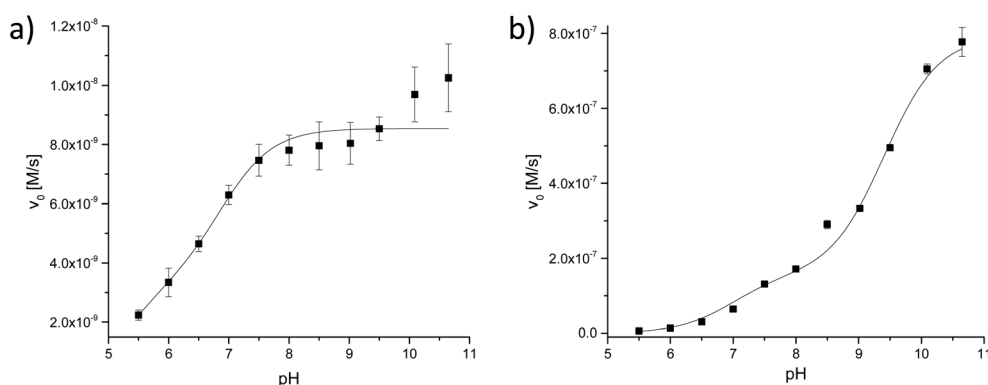 a)
1.2x10⁻⁸
1.0x10⁻⁸
8.0x10⁻⁹
6.0x10⁻⁹
4.0x10⁻⁹
2.0x10⁻⁹
v₀ [M/s]
5 6 7 8 9 10 11
pH
b)
8.0x10⁻⁷
6.0x10⁻⁷
4.0x10⁻⁷
2.0x10⁻⁷
0.0
v₀ [M/s]
5 6 7 8 9 10 11
pH